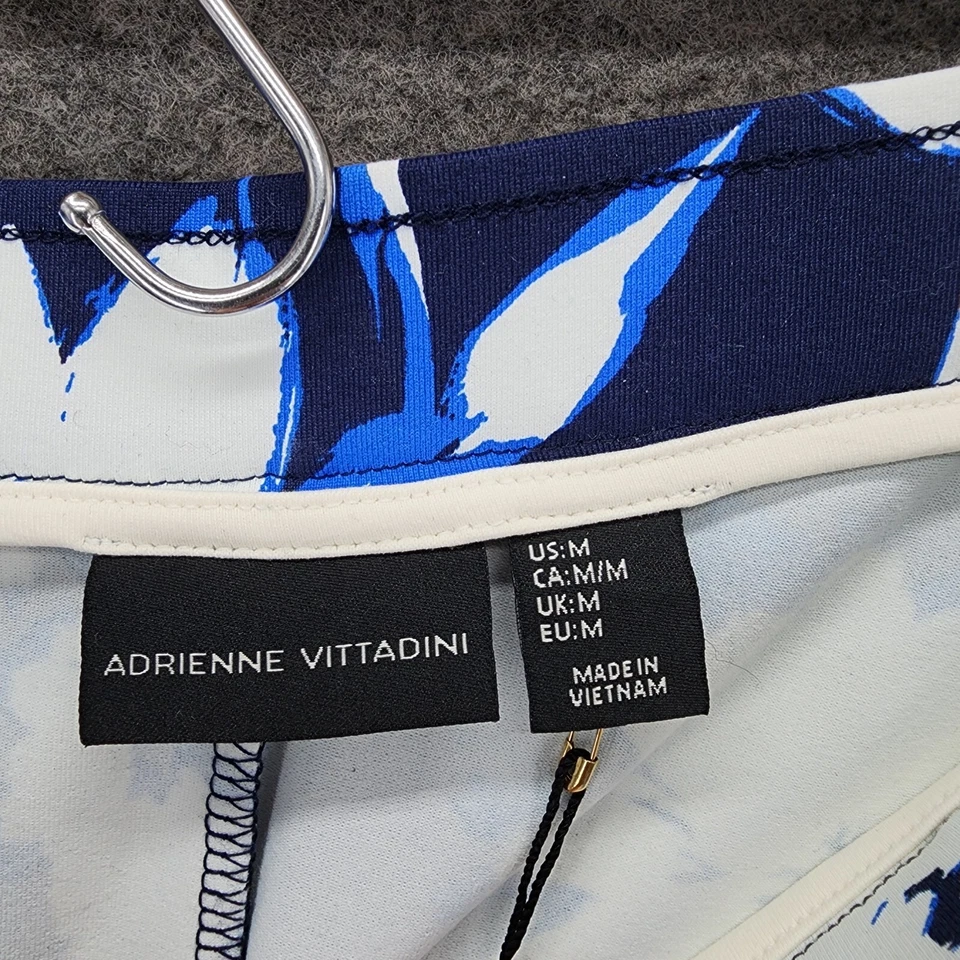 ADRIENNE VITTADINI
US:M
CA:M/M
UK:M
EU:M
MADE IN
VIETNAM